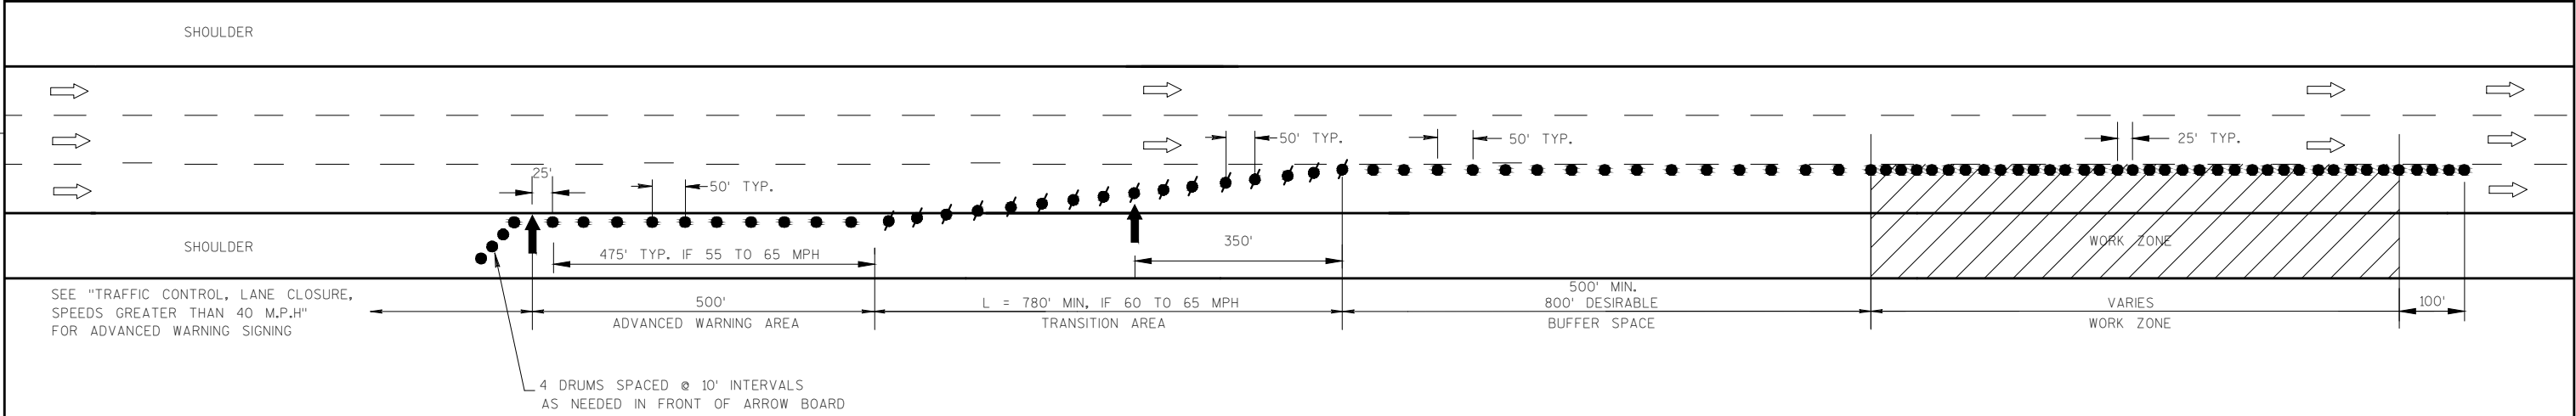 SHOULDER
50' TYP.
50' TYP.
25' TYP.
25'
50' TYP.
SHOULDER
475' TYP. IF 55 TO 65 MPH
350'
WORK ZONE
SEE "TRAFFIC CONTROL, LANE CLOSURE,
SPEEDS GREATER THAN 40 M.P.H"
FOR ADVANCED WARNING SIGNING
500'
ADVANCED WARNING AREA
L = 780' MIN, IF 60 TO 65 MPH
TRANSITION AREA
500' MIN.
800' DESIRABLE
BUFFER SPACE
VARIES
WORK ZONE
100'
4 DRUMS SPACED @ 10' INTERVALS
AS NEEDED IN FRONT OF ARROW BOARD